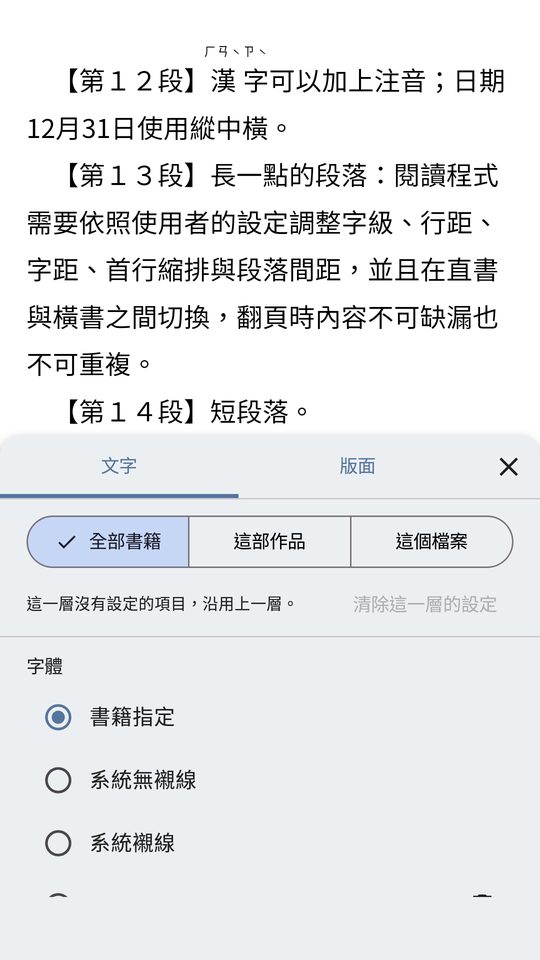 ㄏㄢˋㄗˋ
【第１２段】漢字可以加上注音；日期
12月31日使用縱中橫。
【第１３段】長一點的段落：閱讀程式
需要依照使用者的設定調整字級、行距、
字距、首行縮排與段落間距，並且在直書
與橫書之間切換，翻頁時內容不可缺漏也
不可重複。
【第１４段】短段落。
文字
版面
全部書籍
這部作品
這個檔案
這一層沒有設定的項目，沿用上一層。
清除這一層的設定
字體
書籍指定
系統無襯線
系統襯線